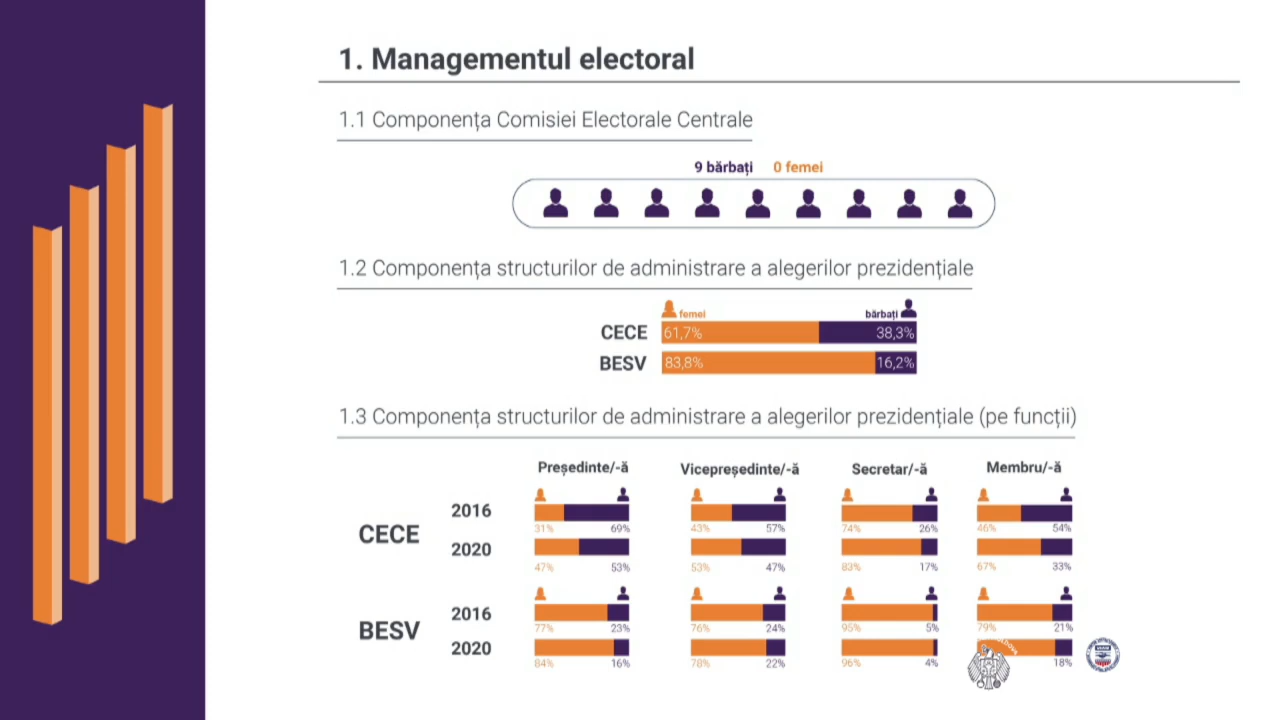 1. Managementul electoral
1.1 Componența Comisiei Electorale Centrale
9 bărbați 0 femei
1.2 Componența structurilor de administrare a alegerilor prezidențiale
femei bărbați
CECE 61,7% 38,3%
BESV 83,8% 16,2%
1.3 Componența structurilor de administrare a alegerilor prezidențiale (pe funcții)
Președinte/-ă Vicepreședinte/-ă Secretar/-ă Membru/-ă
CECE
2016
31% 69% 43% 57% 74% 26% 46% 54%
2020
47% 53% 53% 47% 83% 17% 67% 33%
BESV
2016
77% 23% 76% 24% 95% 5% 79% 21%
2020
84% 16% 78% 22% 96% 4% 18%